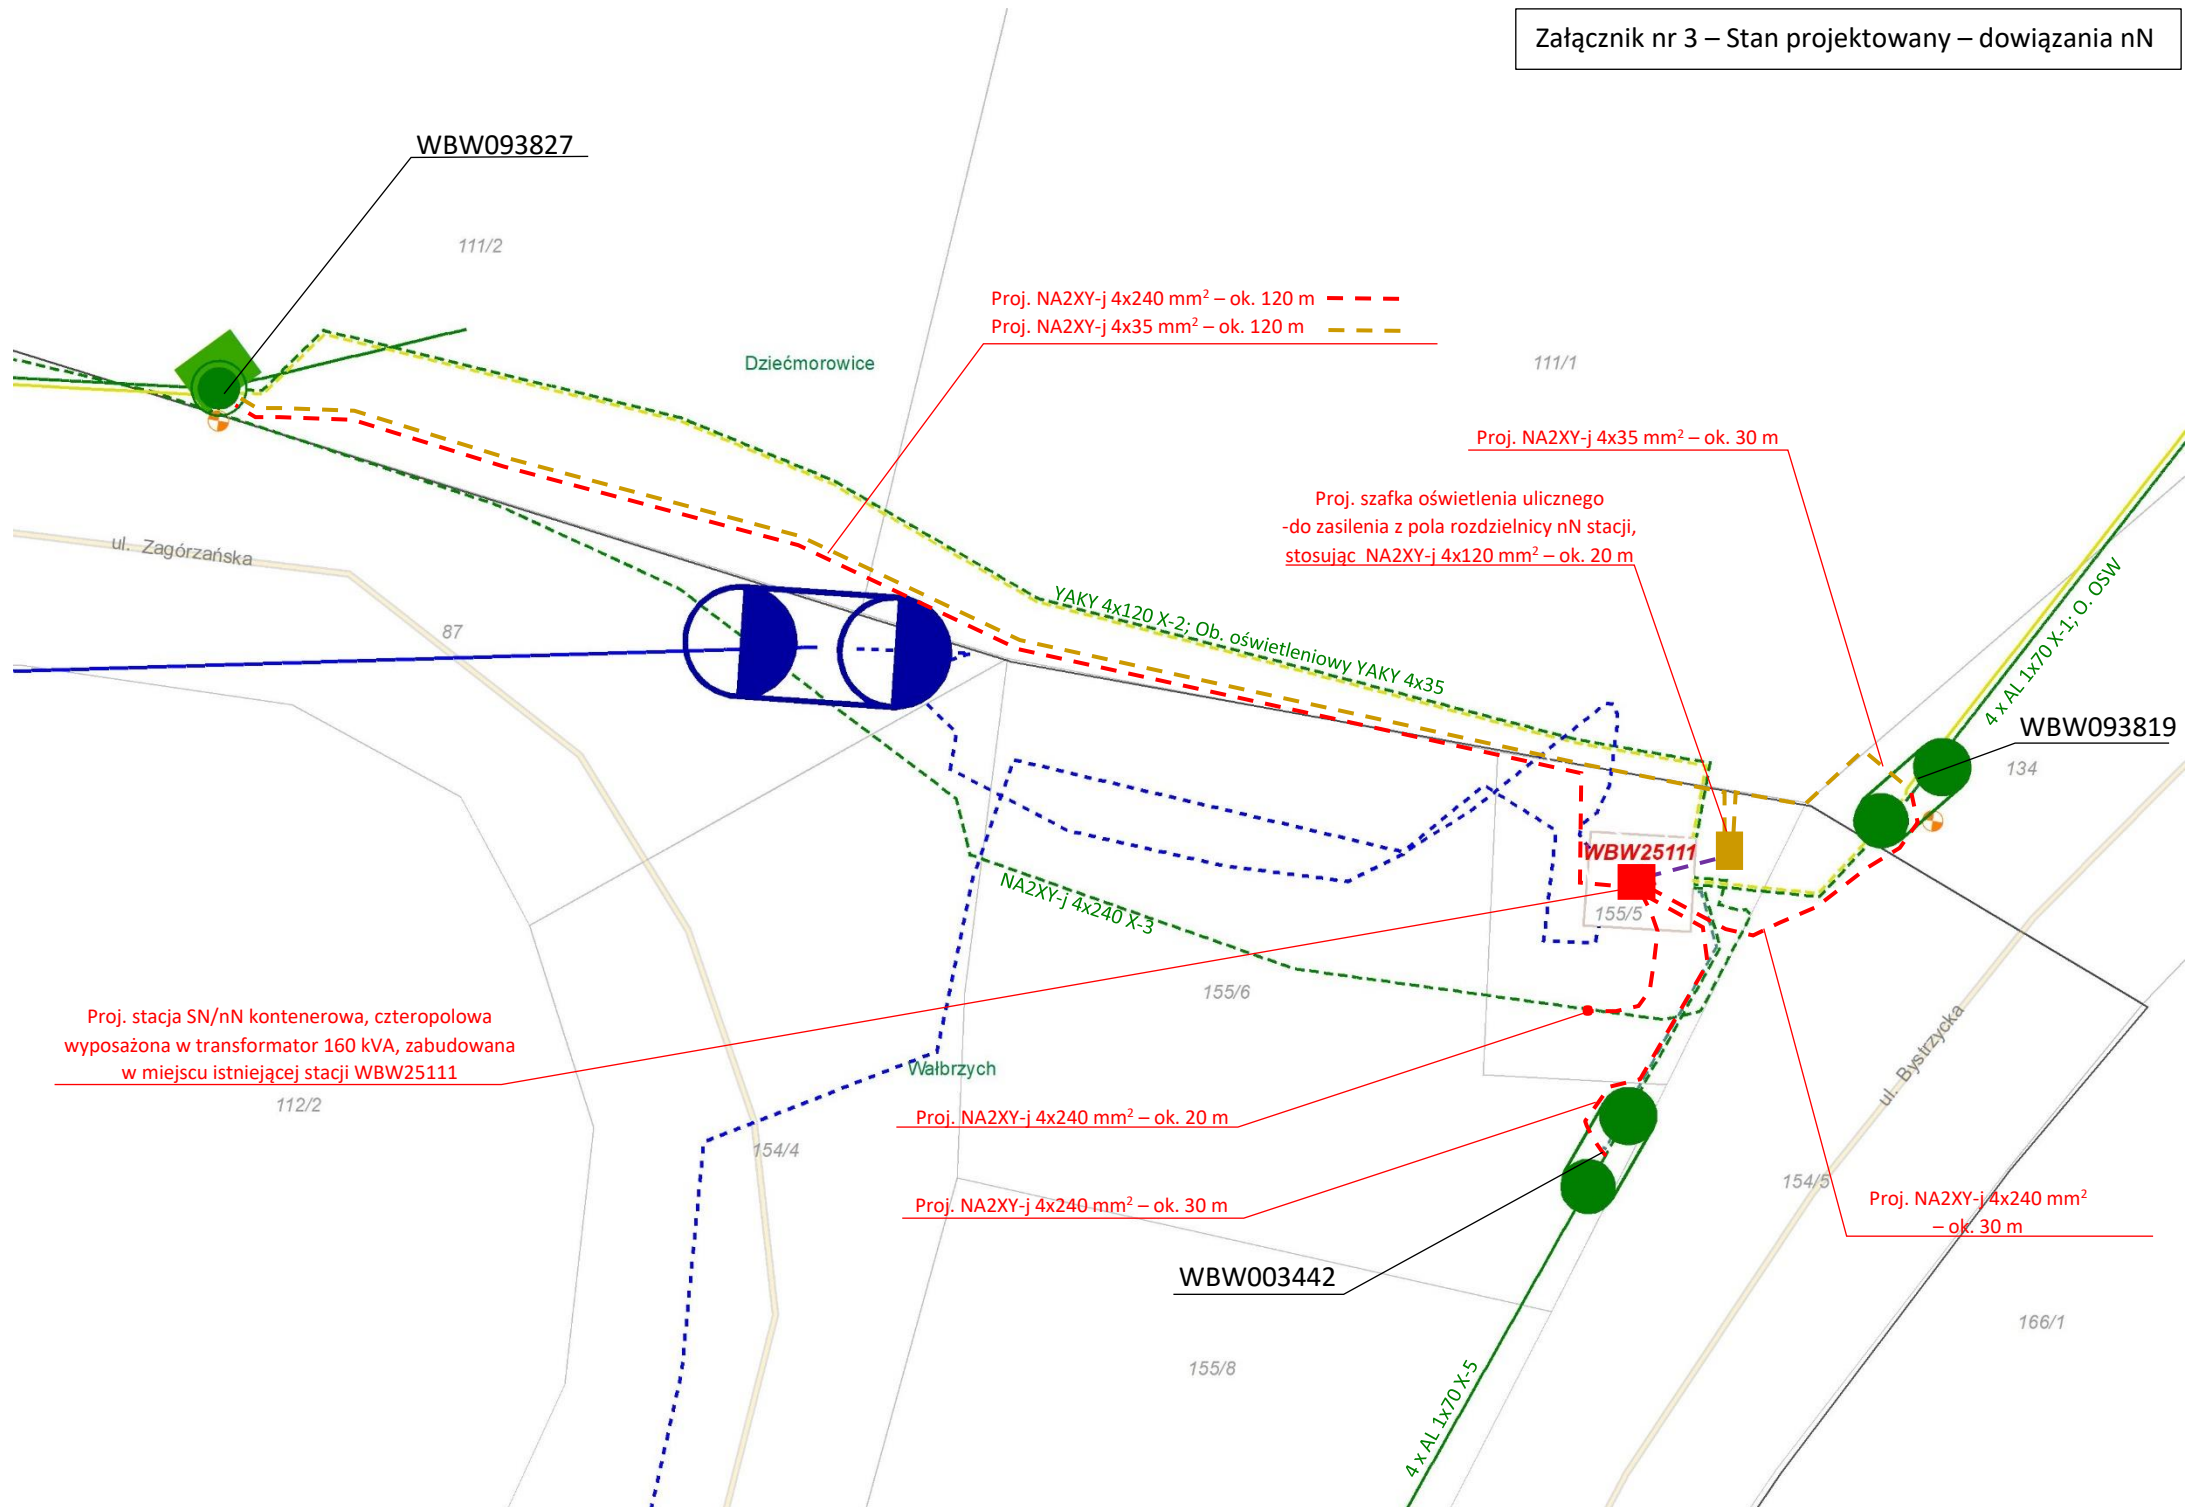 Załącznik nr 3 – Stan projektowany – dowiązania nN
WBW093827
111/2
Proj. NA2XY-j 4x240 mm² – ok. 120 m
Proj. NA2XY-j 4x35 mm² – ok. 120 m
Dziećmorowice
111/1
Proj. NA2XY-j 4x35 mm² – ok. 30 m
Proj. szafka oświetlenia ulicznego
-do zasilenia z pola rozdzielnicy nN stacji,
stosując NA2XY-j 4x120 mm² – ok. 20 m
ul. Zagórzańska
87
YAKY 4x120 X-2; Ob. oświetleniowy YAKY 4x35
4 x AL 1x70 X-1; O. OSW
WBW093819
134
WBW25111
155/5
NA2XY-j 4x240 X-3
155/6
Proj. stacja SN/nN kontenerowa, czteropolowa
wyposażona w transformator 160 kVA, zabudowana
w miejscu istniejącej stacji WBW25111
112/2
Wałbrzych
ul. Bystrzycka
Proj. NA2XY-j 4x240 mm² – ok. 20 m
154/4
154/5
Proj. NA2XY-j 4x240 mm² – ok. 30 m
Proj. NA2XY-j 4x240 mm²
– ok. 30 m
WBW003442
166/1
155/8
4 x AL 1x70 X-5